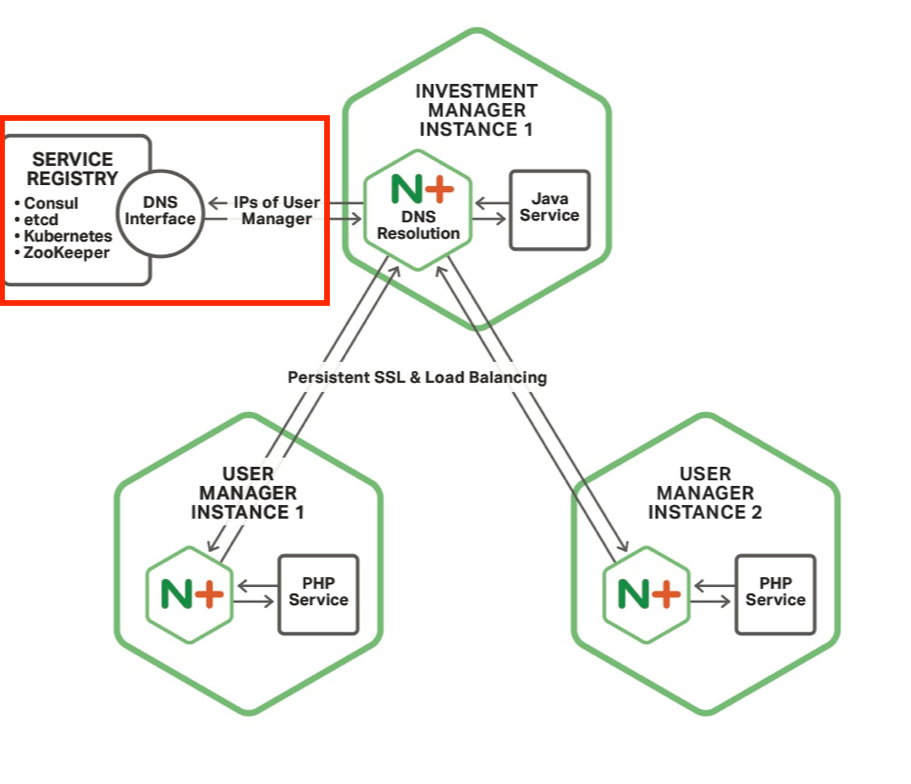 INVESTMENT
MANAGER
INSTANCE 1
SERVICE
REGISTRY
• Consul
• etcd
• Kubernetes
• ZooKeeper
DNS
Interface
IPs of User
Manager
N+
DNS
Resolution
Java
Service
Persistent SSL & Load Balancing
USER
MANAGER
INSTANCE 1
N+
PHP
Service
USER
MANAGER
INSTANCE 2
N+
PHP
Service